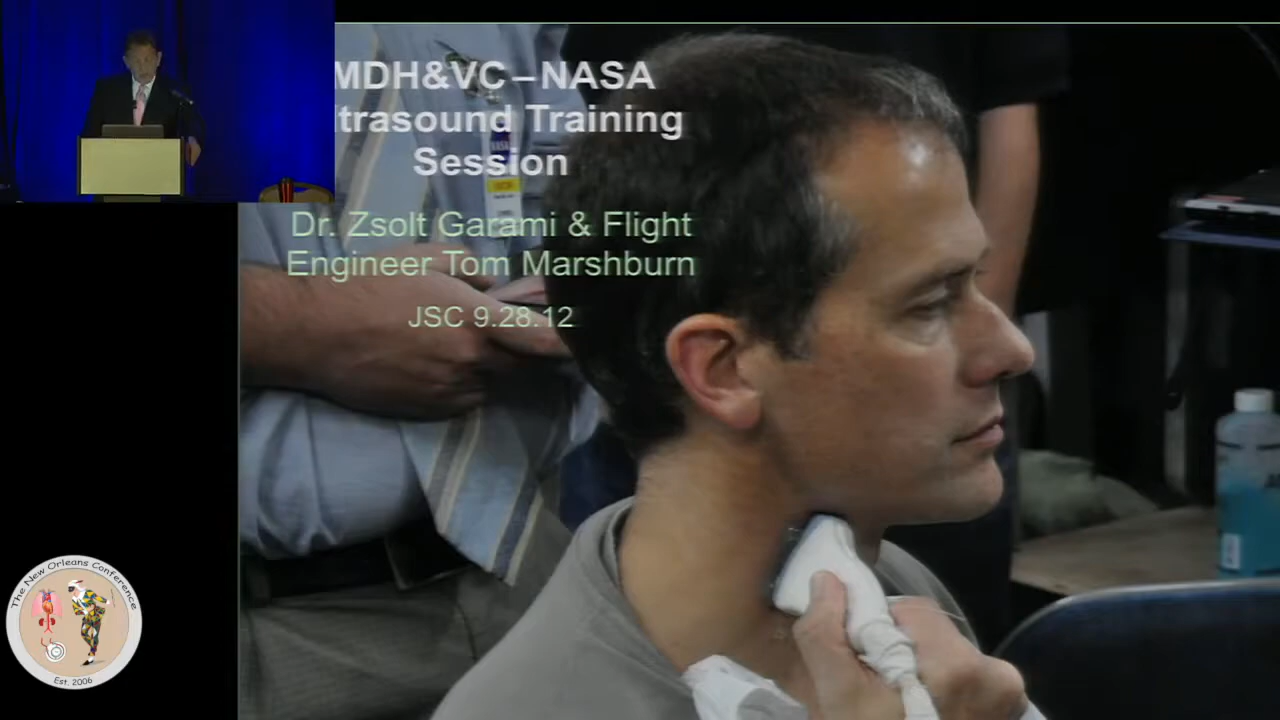 MDH&VC – NASA
trasound Training
Session
Dr. Zsolt Garami & Flight
Engineer Tom Marshburn
JSC 9.28.12
NASA
The New Orleans Conference
Est. 2006